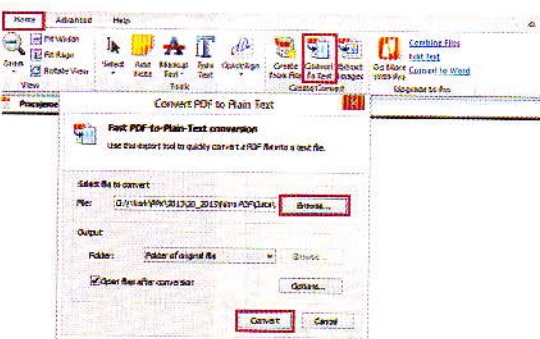 Home Advanced Help
Fit Width
Fit Page
Rotate View
Zoom
Select
Add Note
Markup Text
Type Text
QuickSign
Create from File
Convert to Text
Extract Images
Combine Files
Edit Text
Convert to Word
View
Tools
Create/Convert
Upgrade to Pro
Convert PDF to Plain Text
Fast PDF-to-Plain-Text conversion
Use this export tool to quickly convert a PDF file into a text file.
Select file to convert
File:
Browse...
Output
Folder: Folder of original file Browse...
Open files after conversion
Options...
Convert Cancel